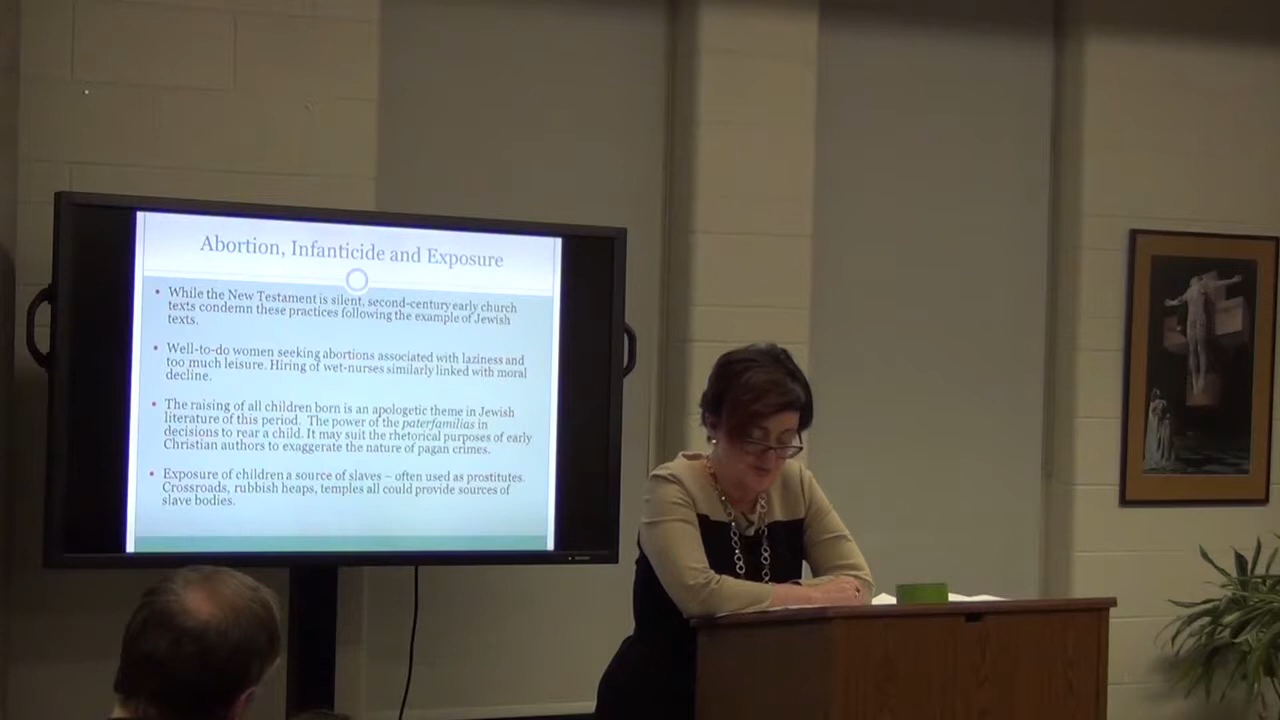 Abortion, Infanticide and Exposure
• While the New Testament is silent, second-century early church
texts condemn these practices following the example of Jewish
texts.
• Well-to-do women seeking abortions associated with laziness and
too much leisure. Hiring of wet-nurses similarly linked with moral
decline.
• The raising of all children born is an apologetic theme in Jewish
literature of this period. The power of the paterfamilias in
decisions to rear a child. It may suit the rhetorical purposes of early
Christian authors to exaggerate the nature of pagan crimes.
• Exposure of children a source of slaves – often used as prostitutes.
Crossroads, rubbish heaps, temples all could provide sources of
slave bodies.